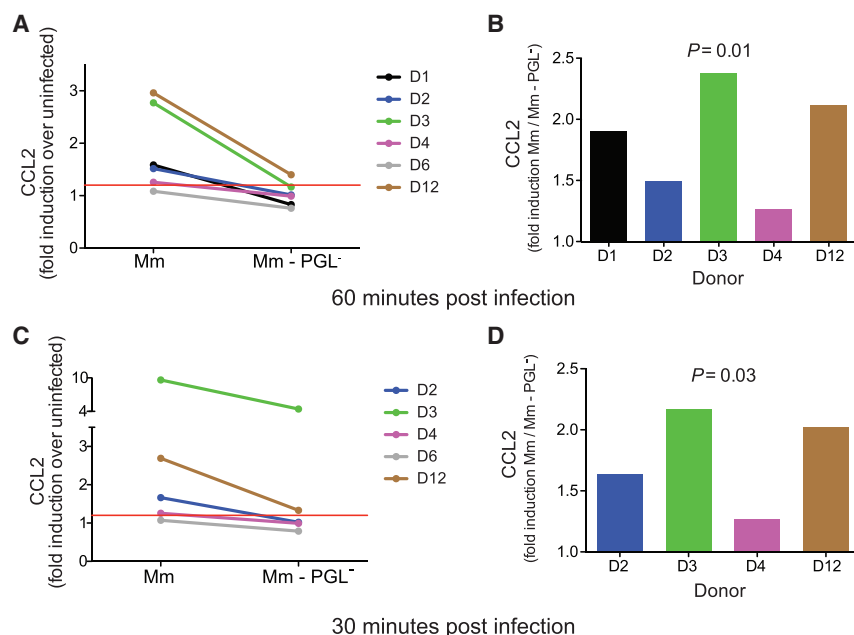 A
CCL2
(fold induction over uninfected)
3
2
1
0
Mm
Mm - PGL⁻
D1
D2
D3
D4
D6
D12
B
CCL2
(fold induction Mm / Mm - PGL⁻)
P = 0.01
2.5
2.0
1.5
1.0
D1 D2 D3 D4 D12
Donor
60 minutes post infection
C
CCL2
(fold induction over uninfected)
10
4
3
2
1
0
Mm
Mm - PGL⁻
D2
D3
D4
D6
D12
D
CCL2
(fold induction Mm / Mm - PGL⁻)
P = 0.03
2.5
2.0
1.5
1.0
D2 D3 D4 D12
Donor
30 minutes post infection